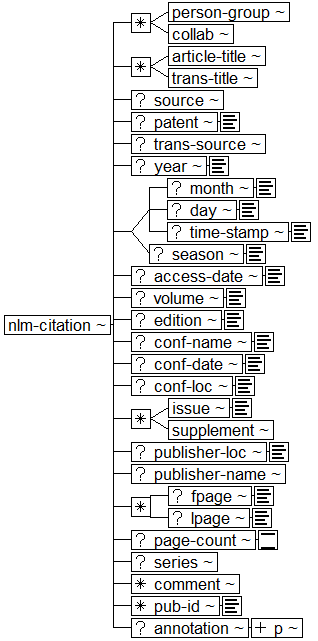 * person-group ~
collab ~
* article-title ~
trans-title ~
? source ~
? patent ~
? trans-source ~
? year ~
? month ~
? day ~
? time-stamp ~
? season ~
? access-date ~
? volume ~
nlm-citation ~
? edition ~
? conf-name ~
? conf-date ~
? conf-loc ~
* issue ~
supplement ~
? publisher-loc ~
? publisher-name ~
* ? fpage ~
? lpage ~
? page-count ~
? series ~
* comment ~
* pub-id ~
? annotation ~ + p ~